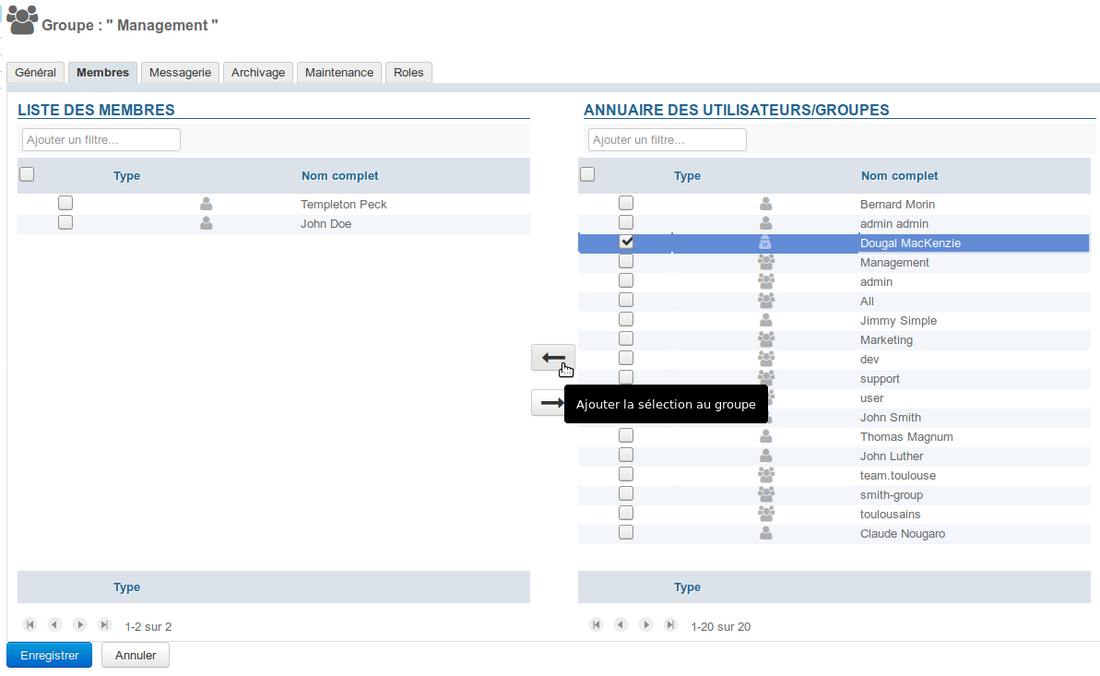 Groupe : " Management "
Général Membres Messagerie Archivage Maintenance Roles
LISTE DES MEMBRES
Ajouter un filtre...
Type Nom complet
Templeton Peck
John Doe
1-2 sur 2
Type
ANNUAIRE DES UTILISATEURS/GROUPES
Ajouter un filtre...
Type Nom complet
Bernard Morin
admin admin
Dougal MacKenzie
Management
admin
All
Jimmy Simple
Marketing
dev
support
user
John Smith
Thomas Magnum
John Luther
team.toulouse
smith-group
toulousains
Claude Nougaro
Type
1-20 sur 20
Ajouter la sélection au groupe
Enregistrer Annuler